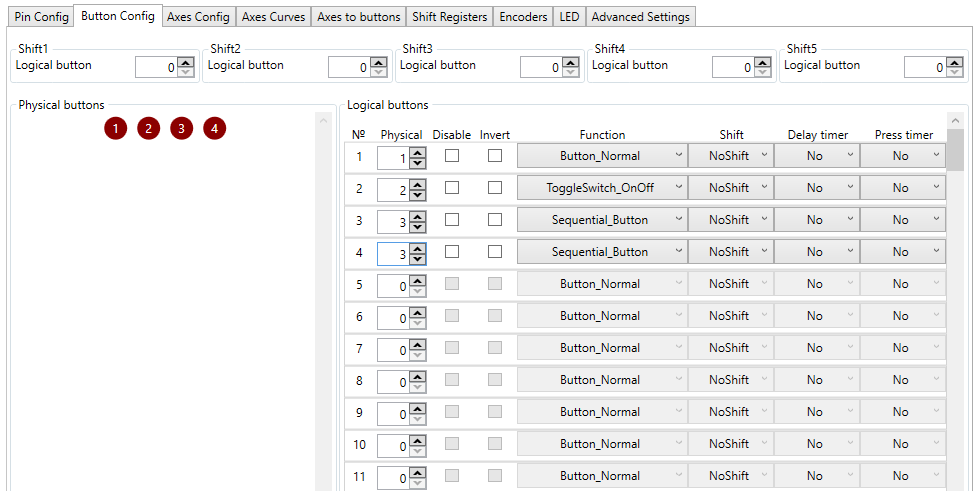 Pin Config Button Config Axes Config Axes Curves Axes to buttons Shift Registers Encoders LED Advanced Settings
Shift1 Shift2 Shift3 Shift4 Shift5
Logical button 0 Logical button 0 Logical button 0 Logical button 0 Logical button 0
Physical buttons Logical buttons
1 2 3 4
№ Physical Disable Invert Function Shift Delay timer Press timer
1 1 Button_Normal NoShift No No
2 2 ToggleSwitch_OnOff NoShift No No
3 3 Sequential_Button NoShift No No
4 3 Sequential_Button NoShift No No
5 0 Button_Normal NoShift No No
6 0 Button_Normal NoShift No No
7 0 Button_Normal NoShift No No
8 0 Button_Normal NoShift No No
9 0 Button_Normal NoShift No No
10 0 Button_Normal NoShift No No
11 0 Button_Normal NoShift No No